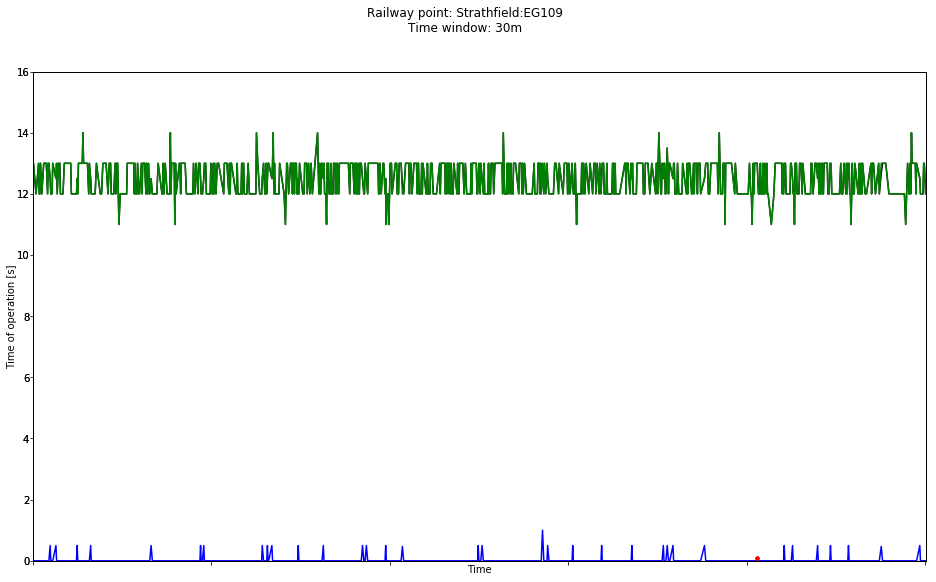 Railway point: Strathfield:EG109
Time window: 30m
16
14
12
10
8
6
4
2
0
Time of operation [s]
Time